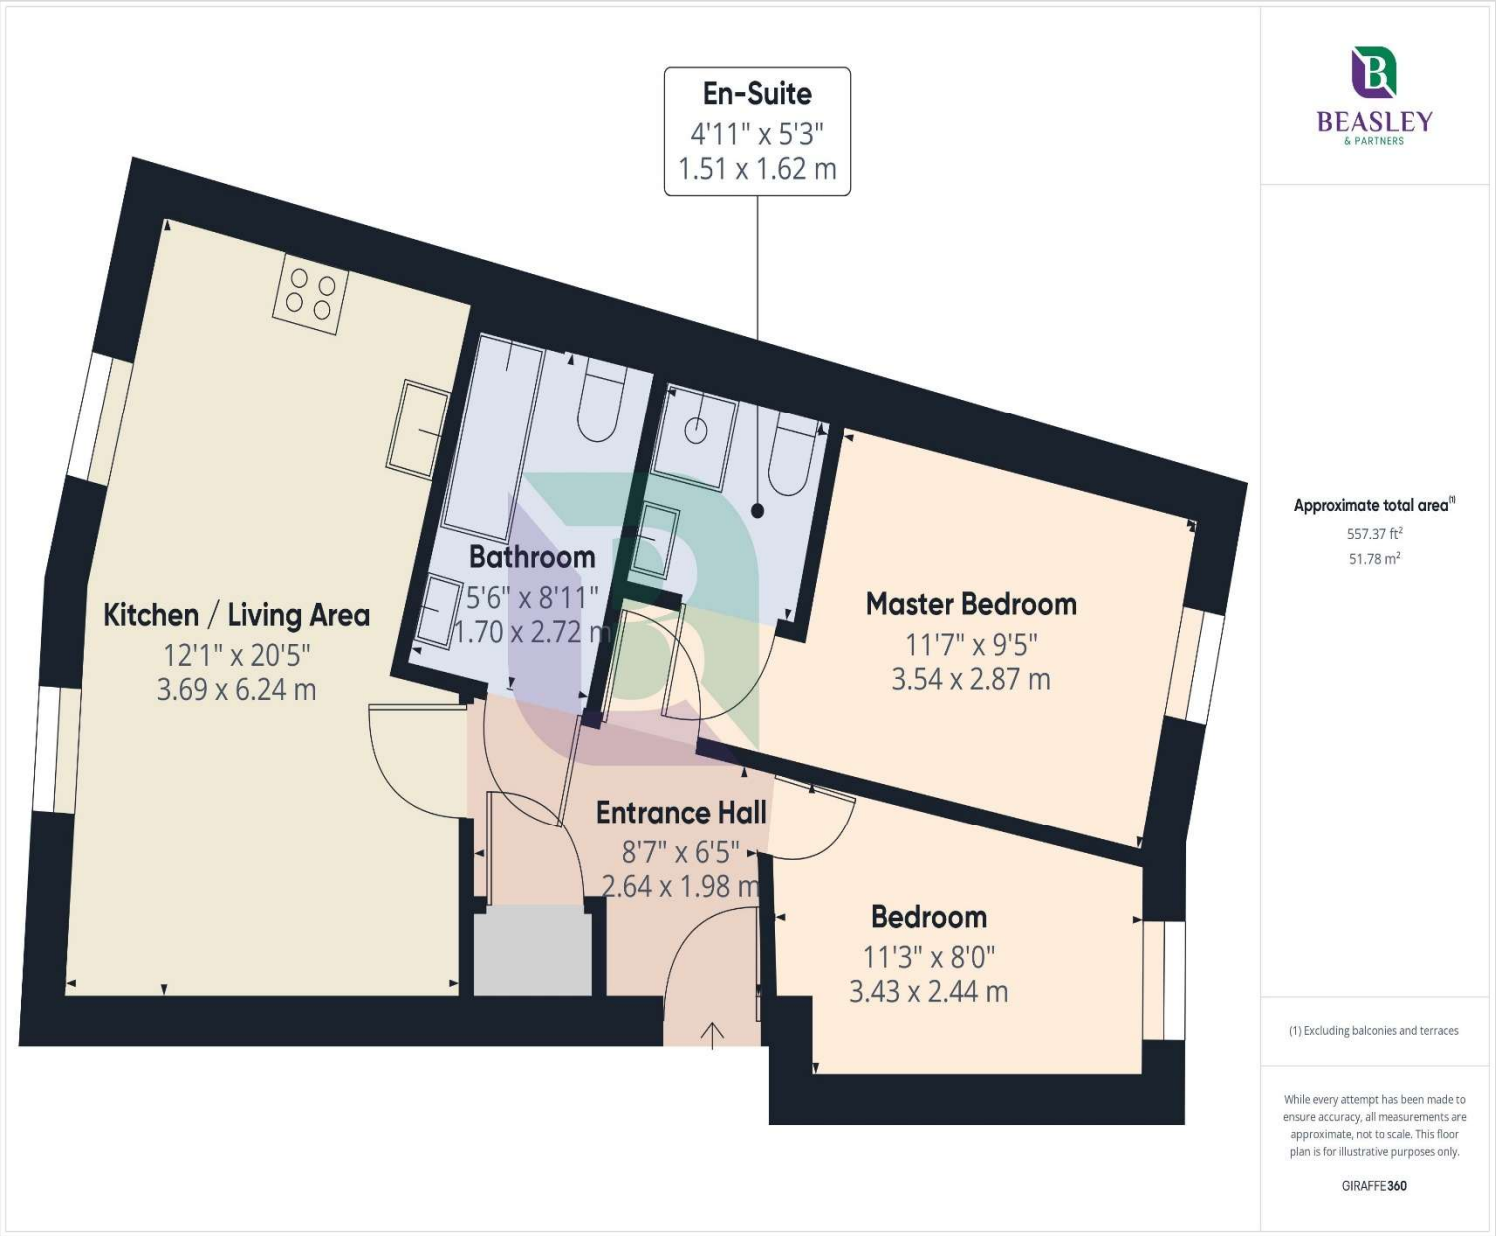 En-Suite
4'11" x 5'3"
1.51 x 1.62 m
BEASLEY
& PARTNERS
Kitchen / Living Area
12'1" x 20'5"
3.69 x 6.24 m
Bathroom
5'6" x 8'11"
1.70 x 2.72 m
Master Bedroom
11'7" x 9'5"
3.54 x 2.87 m
Entrance Hall
8'7" x 6'5"
2.64 x 1.98 m
Bedroom
11'3" x 8'0"
3.43 x 2.44 m
Approximate total area⁽¹⁾
557.37 ft²
51.78 m²
(1) Excluding balconies and terraces
While every attempt has been made to
ensure accuracy, all measurements are
approximate, not to scale. This floor
plan is for illustrative purposes only.
GIRAFFE360